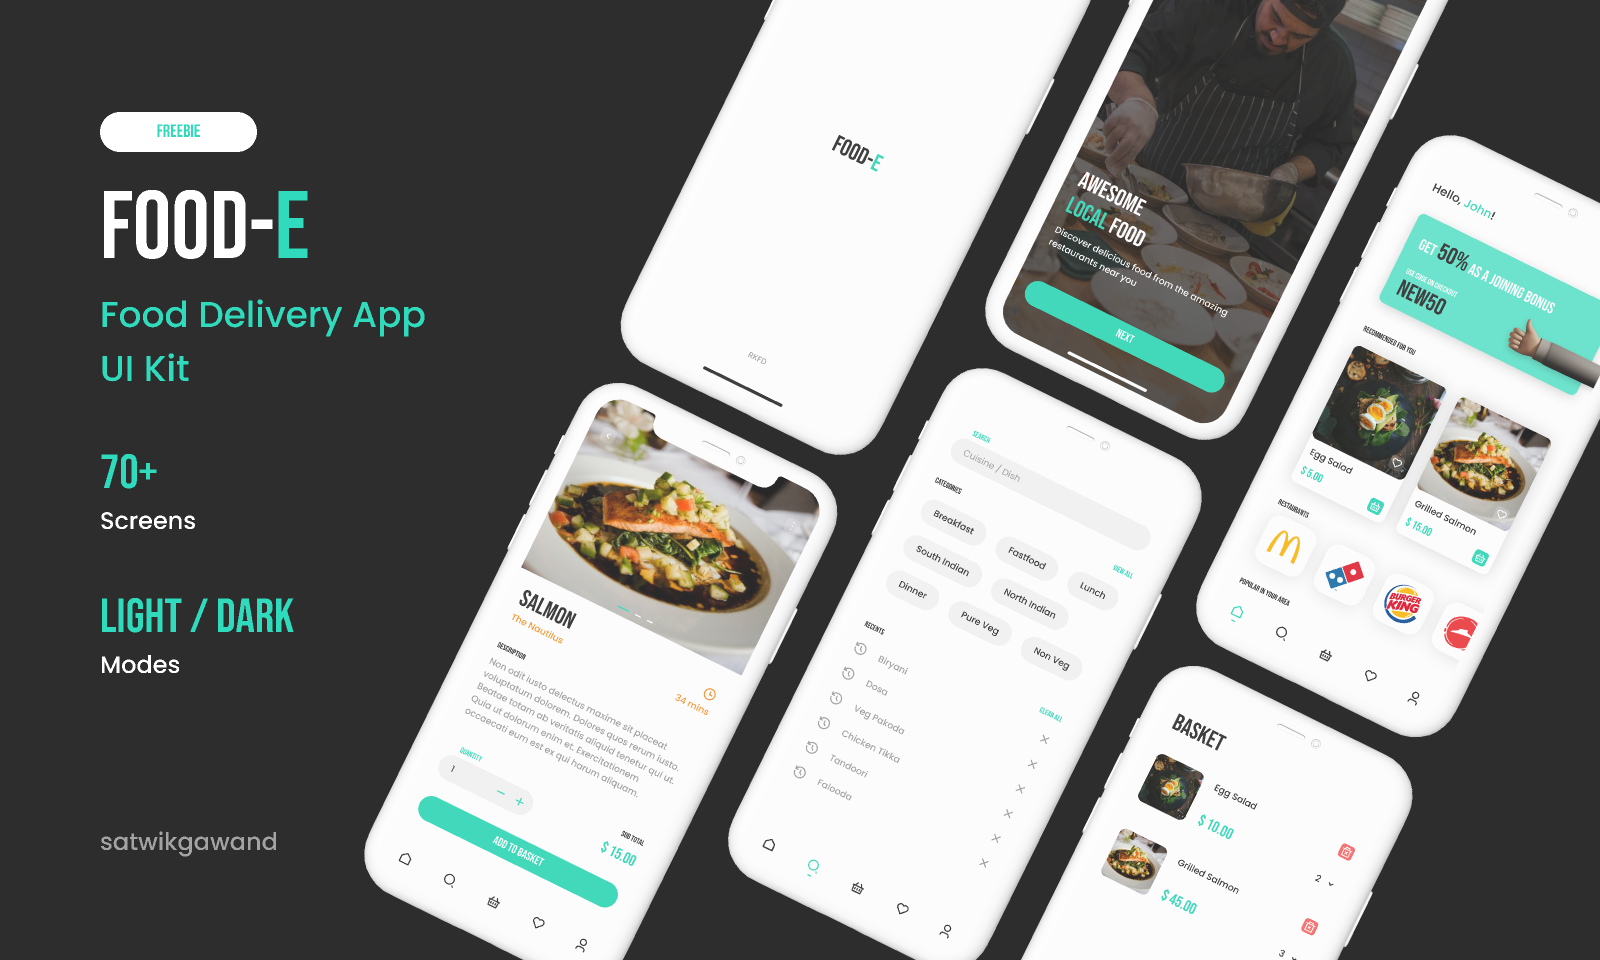 FREEBIE
FOOD-E
Food Delivery App
UI Kit
70+
Screens
LIGHT / DARK
Modes
satwikgawand
FOOD-E
RKFD
AWESOME
LOCAL FOOD
Discover delicious food from the amazing
restaurants near you
NEXT
Hello, John!
GET 50% AS A JOINING BONUS
USE CODE ON CHECKOUT
NEW50
RECOMMENDED FOR YOU
Egg Salad
$ 5.00
Grilled Salmon
$ 15.00
RESTAURANTS
BURGER
KING
POPULAR IN YOUR AREA
SALMON
The Nautilus
34 mins
DESCRIPTION
Non odit iusto delectus maxime sit placeat
voluptatum dolorem. Dolores quos rerum iusto.
Beatae totam ab veritatis aliquid tenetur qui ut.
Quia ut dolorum enim et. Exercitationem
occaecati eum est ex qui harum aliquam.
QUANTITY
1
SUB TOTAL
$ 15.00
ADD TO BASKET
SEARCH
Cuisine / Dish
CATEGORIES
VIEW ALL
Breakfast
Fastfood
Lunch
South Indian
North Indian
Dinner
Pure Veg
Non Veg
RECENTS
CLEAR ALL
Biryani
Dosa
Veg Pakoda
Chicken Tikka
Tandoori
Falooda
BASKET
Egg Salad
$ 10.00
2
Grilled Salmon
$ 45.00
3